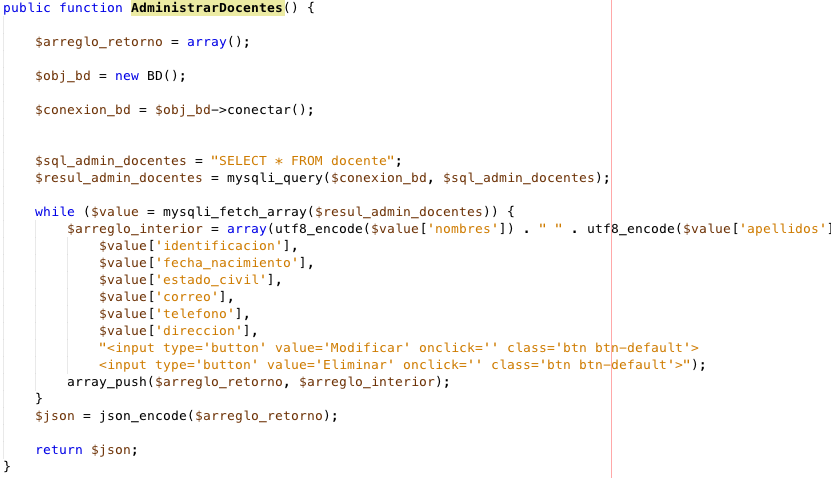 public function AdministrarDocentes() {
$arreglo_retorno = array();
$obj_bd = new BD();
$conexion_bd = $obj_bd->conectar();
$sql_admin_docentes = "SELECT * FROM docente";
$resul_admin_docentes = mysqli_query($conexion_bd, $sql_admin_docentes);
while ($value = mysqli_fetch_array($resul_admin_docentes)) {
$arreglo_interior = array(utf8_encode($value['nombres']) . " " . utf8_encode($value['apellidos']
$value['identificacion'],
$value['fecha_nacimiento'],
$value['estado_civil'],
$value['correo'],
$value['telefono'],
$value['direccion'],
"<input type='button' value='Modificar' onclick='' class='btn btn-default'>
<input type='button' value='Eliminar' onclick='' class='btn btn-default'>");
array_push($arreglo_retorno, $arreglo_interior);
}
$json = json_encode($arreglo_retorno);
return $json;
}